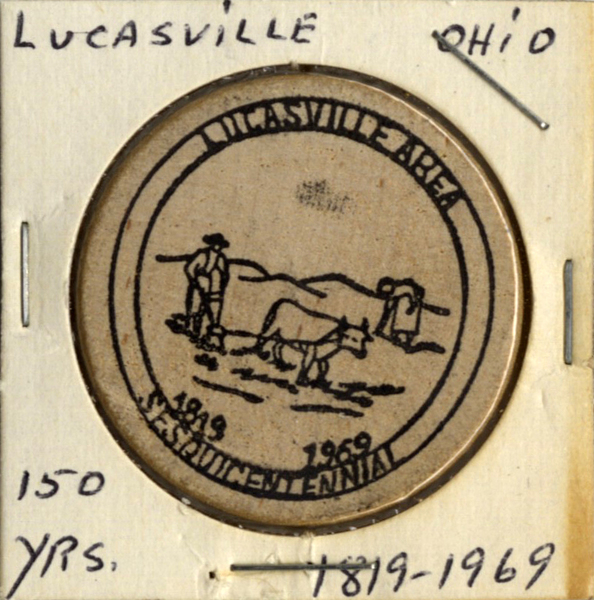 LUCASVILLE OHIO
LUCASVILLE AREA
1819
1969
SESQUICENTENNIAL
150
YRS.
1819-1969